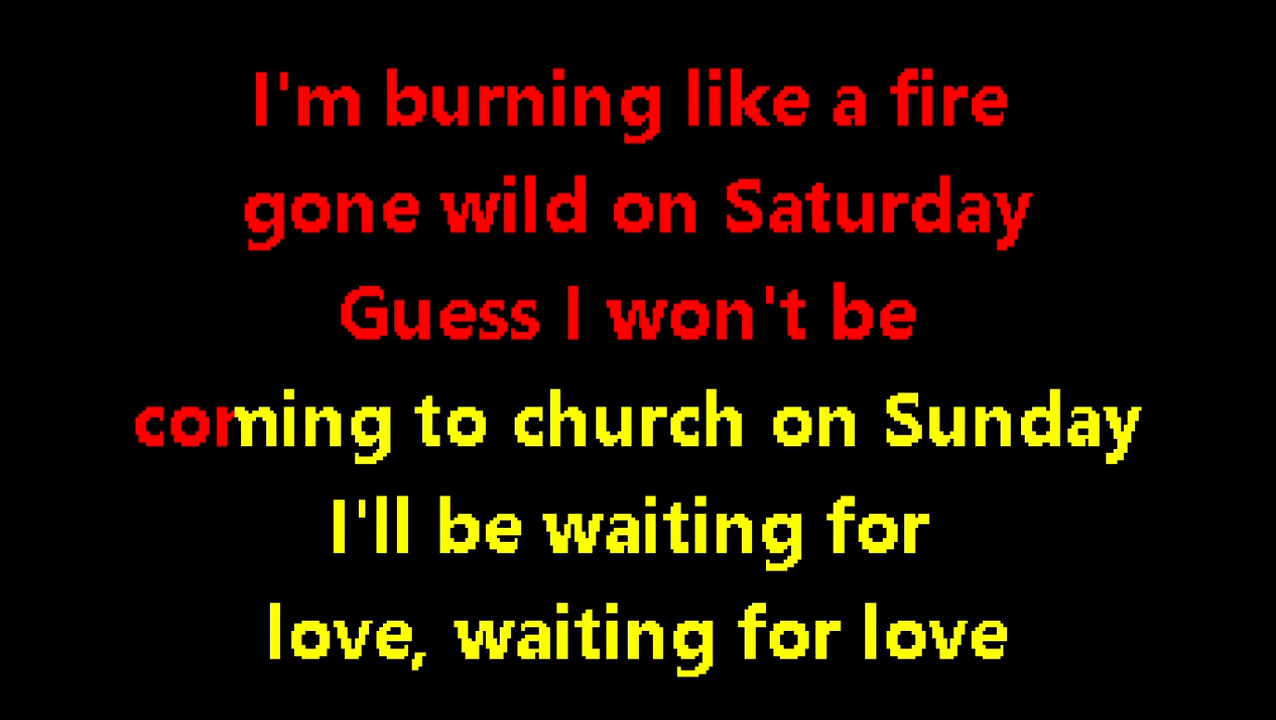 I'm burning like a fire
gone wild on Saturday
Guess I won't be
coming to church on Sunday
I'll be waiting for
love, waiting for love